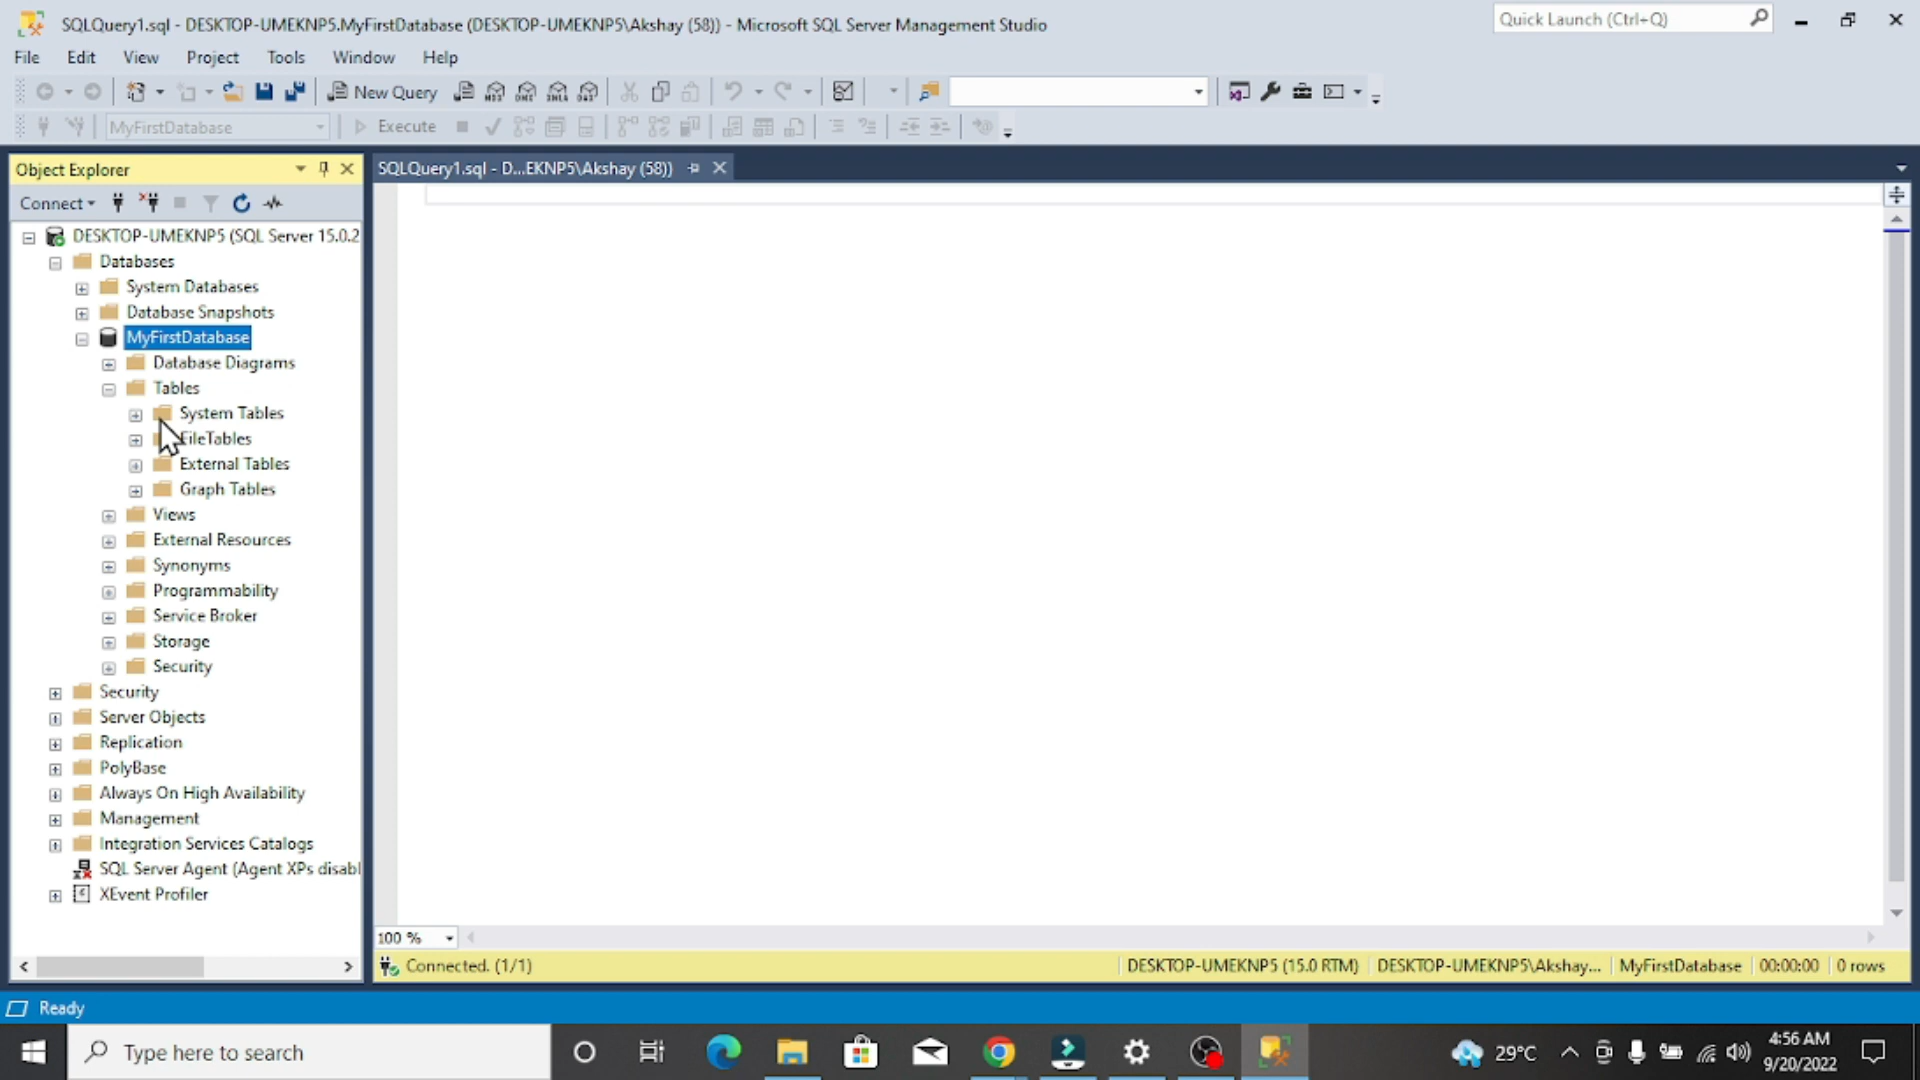 SQLQuery1.sql - DESKTOP-UMEKNP5.MyFirstDatabase (DESKTOP-UMEKNP5\Akshay (58)) - Microsoft SQL Server Management Studio
Quick Launch (Ctrl+Q)
File Edit View Project Tools Window Help
New Query
MyFirstDatabase
Execute
Object Explorer
SQLQuery1.sql - D...EKNP5\Akshay (58))
Connect
DESKTOP-UMEKNP5 (SQL Server 15.0.2
Databases
System Databases
Database Snapshots
MyFirstDatabase
Database Diagrams
Tables
System Tables
FileTables
External Tables
Graph Tables
Views
External Resources
Synonyms
Programmability
Service Broker
Storage
Security
Security
Server Objects
Replication
PolyBase
Always On High Availability
Management
Integration Services Catalogs
SQL Server Agent (Agent XPs disabl
XEvent Profiler
100 %
Connected. (1/1)
DESKTOP-UMEKNP5 (15.0 RTM) DESKTOP-UMEKNP5\Akshay... MyFirstDatabase 00:00:00 0 rows
Ready
Type here to search
29°C
4:56 AM
9/20/2022